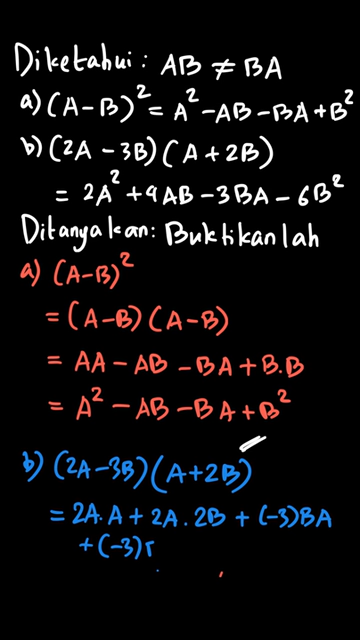 Diketahui: AB ≠ BA
a) (A-B)² = A² - AB - BA + B²
b) (2A - 3B) (A + 2B)
= 2A² + 4AB - 3BA - 6B²
Ditanyakan: Buktikanlah
a) (A-B)²
= (A-B) (A-B)
= AA - AB - BA + B.B
= A² - AB - BA + B²
b) (2A-3B) (A+2B)
= 2A.A + 2A.2B + (-3)BA
+ (-3)